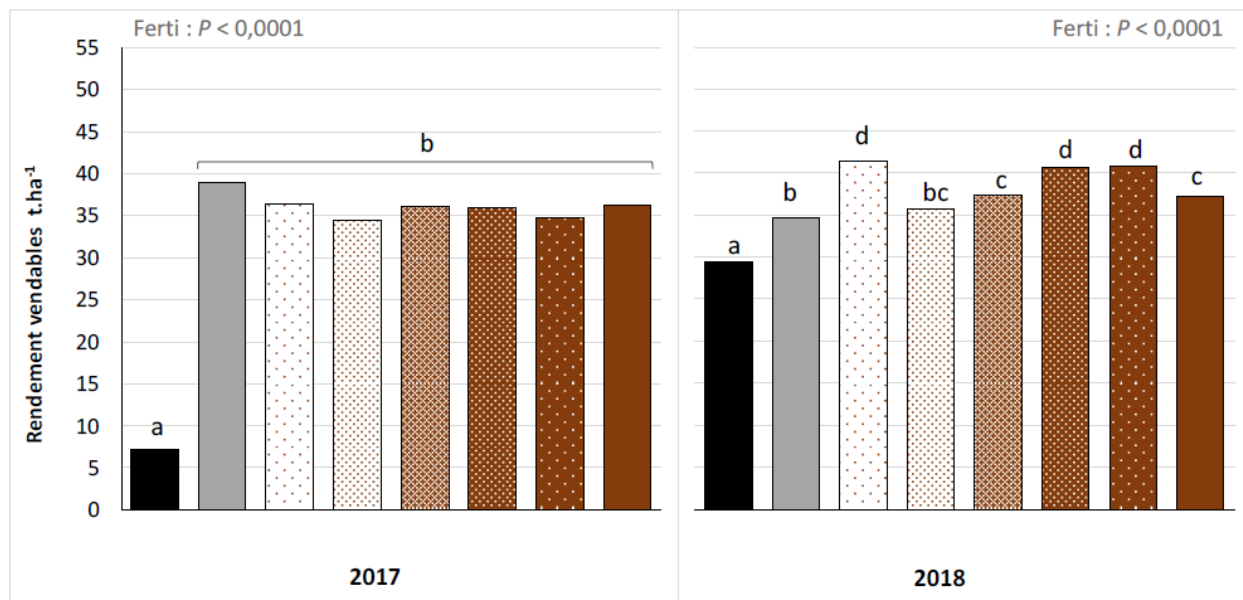 Ferti : P < 0,0001
Ferti : P < 0,0001
Rendement vendables t.ha⁻¹
55
50
45
40
35
30
25
20
15
10
5
0
a
b
a
b
d
bc
c
d
d
c
2017
2018